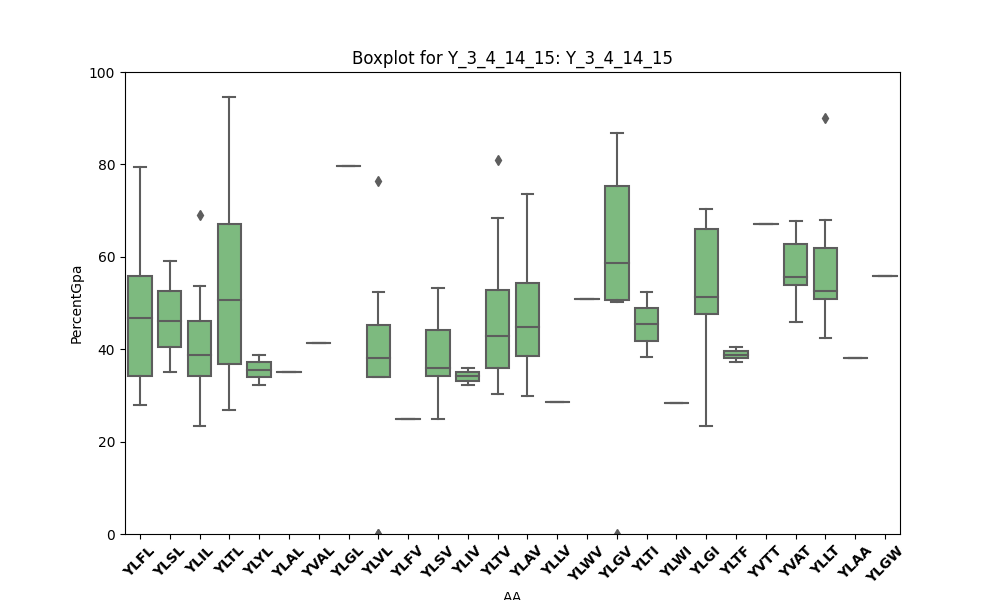 Boxplot for Y_3_4_14_15: Y_3_4_14_15
100
80
60
40
20
0
PercentGpa
YLFL YLSL YLIL YLTL YLYL YLAL YVAL YLGL YLVL YLFV YLSV YLIV YLTV YLAV YLLV YLWV YLGV YLTI YLWI YLGI YLTF YVTT YVAT YLLT YLAA YLGW
AA